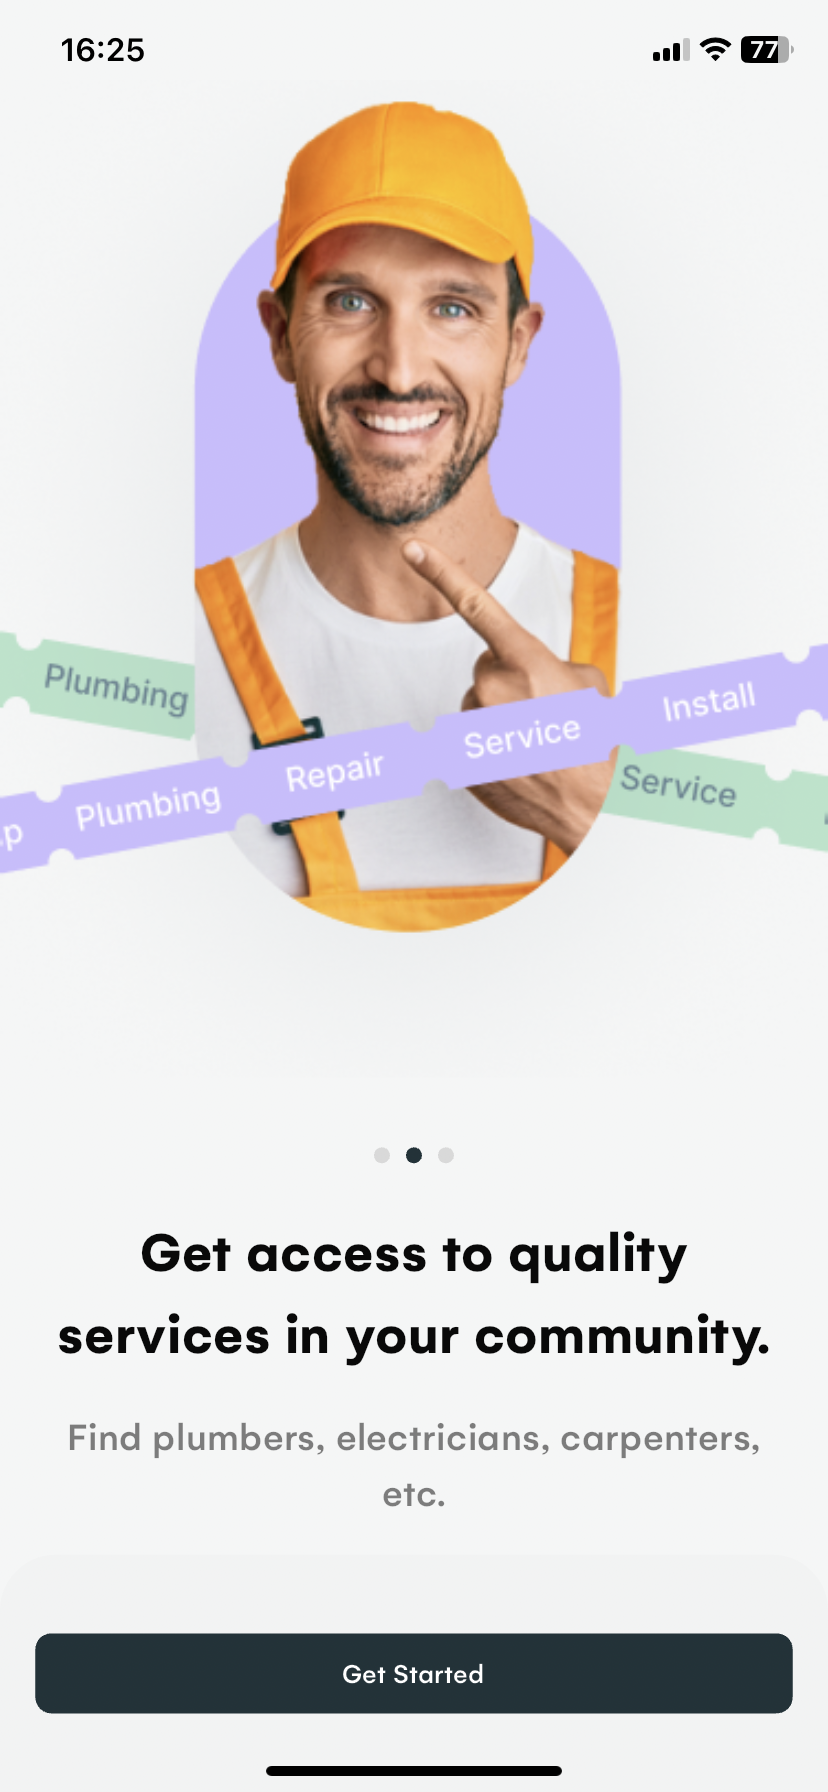 16:25
77
Plumbing
Plumbing
Repair
Service
Install
Service
Get access to quality
services in your community.
Find plumbers, electricians, carpenters,
etc.
Get Started